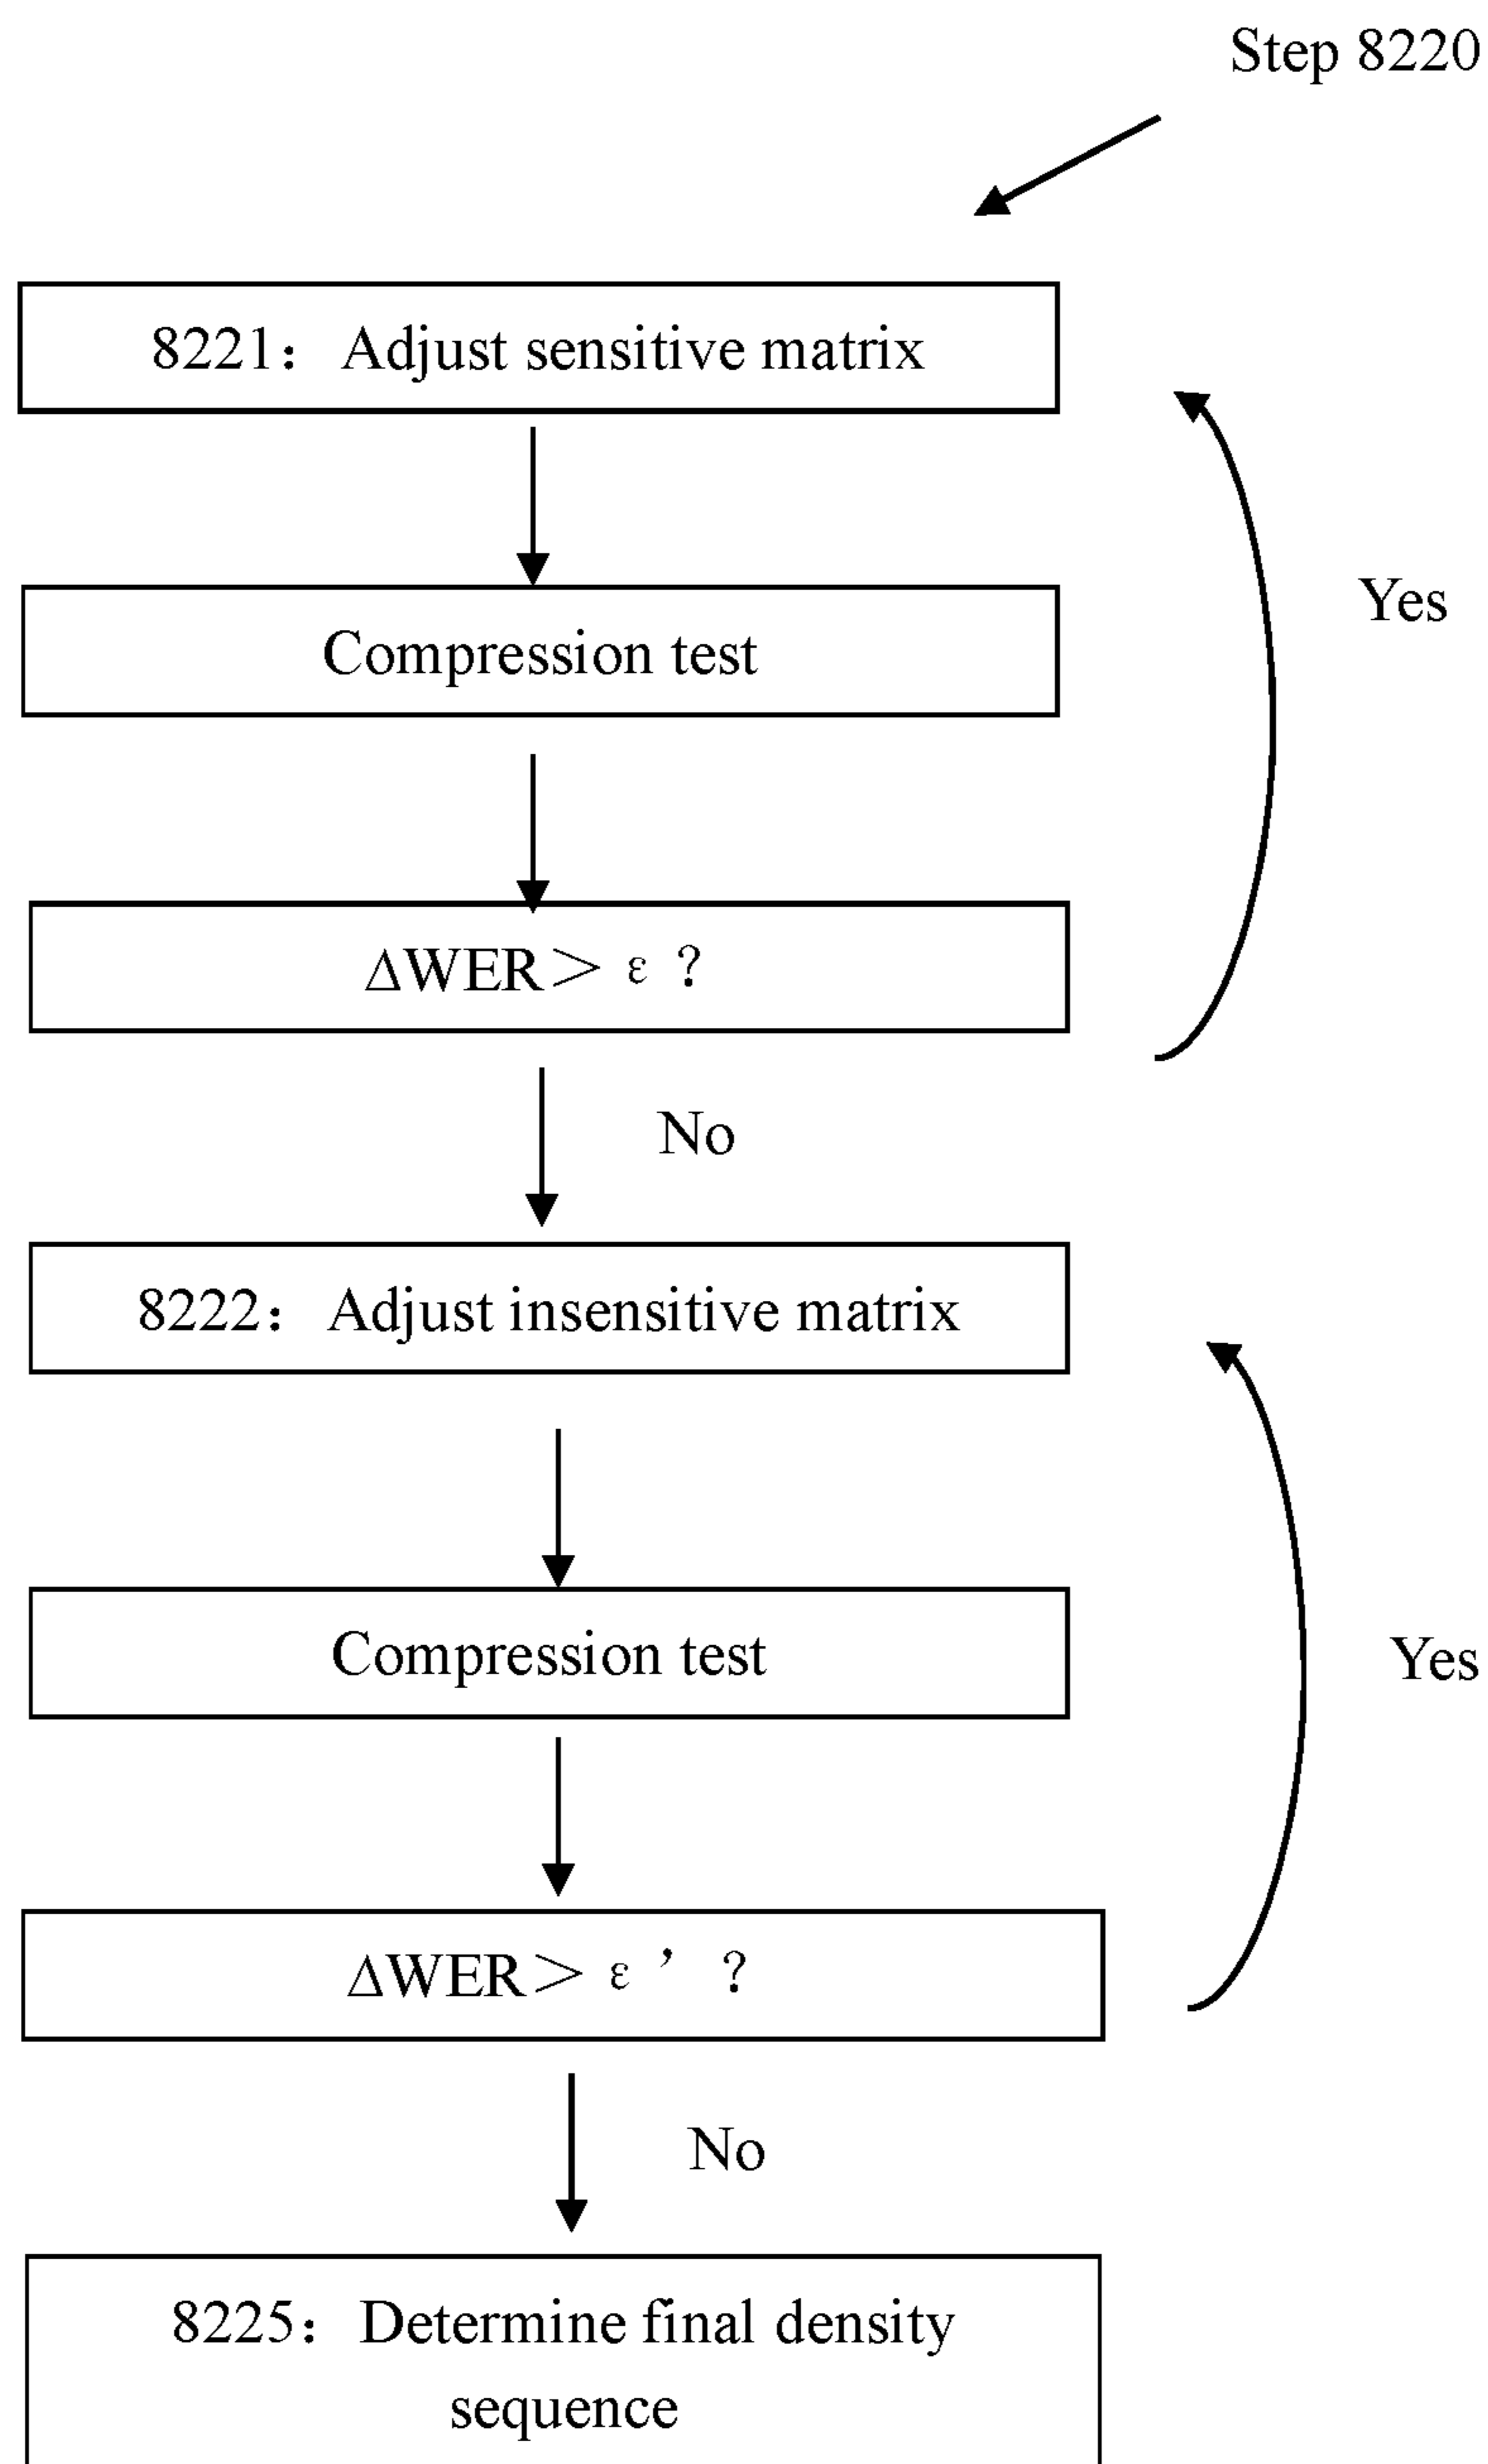 Step 8220
8221： Adjust sensitive matrix
Compression test
Yes
ΔWER＞ε？
No
8222： Adjust insensitive matrix
Compression test
Yes
ΔWER＞ε’？
No
8225： Determine final density
sequence